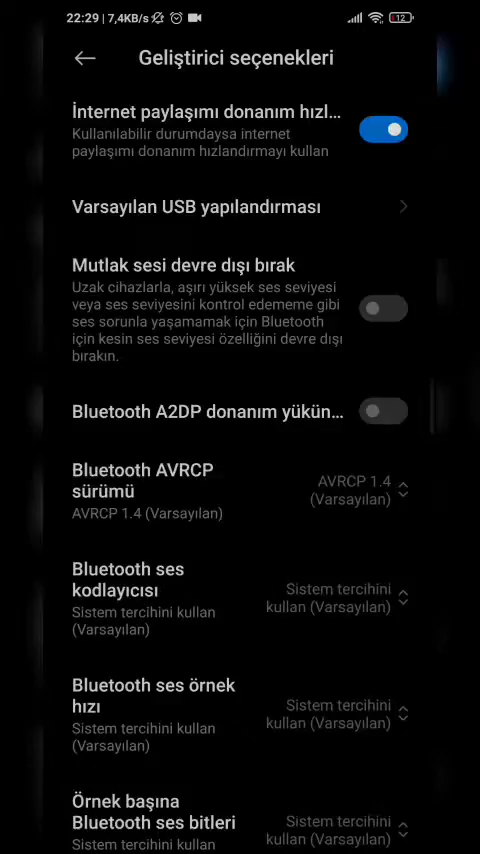 22:29 | 7,4KB/s 12
Geliştirici seçenekleri
İnternet paylaşımı donanım hızl...
Kullanılabilir durumdaysa internet
paylaşımı donanım hızlandırmayı kullan
Varsayılan USB yapılandırması
Mutlak sesi devre dışı bırak
Uzak cihazlarla, aşırı yüksek ses seviyesi
veya ses seviyesini kontrol edememe gibi
ses sorunla yaşamamak için Bluetooth
için kesin ses seviyesi özelliğini devre dışı
bırakın.
Bluetooth A2DP donanım yükün...
Bluetooth AVRCP
sürümü
AVRCP 1.4 (Varsayılan)
AVRCP 1.4
(Varsayılan)
Bluetooth ses
kodlayıcısı
Sistem tercihini kullan
(Varsayılan)
Sistem tercihini
kullan (Varsayılan)
Bluetooth ses örnek
hızı
Sistem tercihini kullan
(Varsayılan)
Sistem tercihini
kullan (Varsayılan)
Örnek başına
Bluetooth ses bitleri
Sistem tercihini kullan
Sistem tercihini
kullan (Varsayılan)